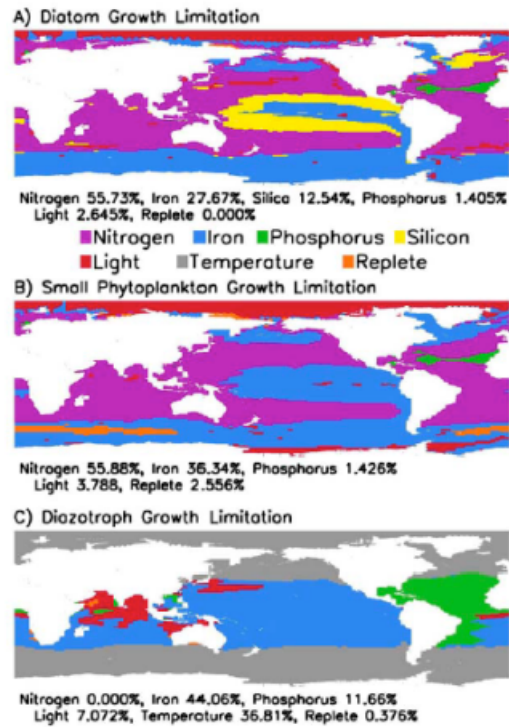 A) Diatom Growth Limitation
Nitrogen 55.73%, Iron 27.67%, Silica 12.54%, Phosphorus 1.405%
Light 2.645%, Replete 0.000%
Nitrogen Iron Phosphorus Silicon
Light Temperature Replete
B) Small Phytoplankton Growth Limitation
Nitrogen 55.88%, Iron 36.34%, Phosphorus 1.426%
Light 3.788, Replete 2.556%
C) Diazotroph Growth Limitation
Nitrogen 0.000%, Iron 44.06%, Phosphorus 11.66%
Light 7.072%, Temperature 36.81%, Replete 0.376%